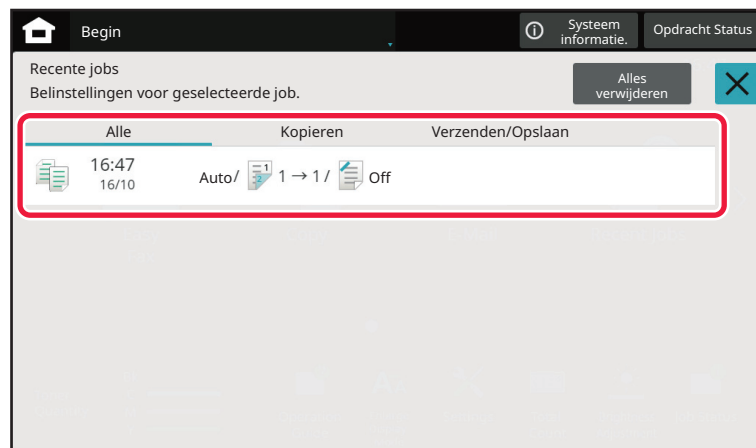 Begin
Systeem
informatie.
Opdracht Status
Recente jobs
Belinstellingen voor geselecteerde job.
Alles
verwijderen
Alle Kopieren Verzenden/Opslaan
16:47
16/10
Auto/ 1 → 1 / Off